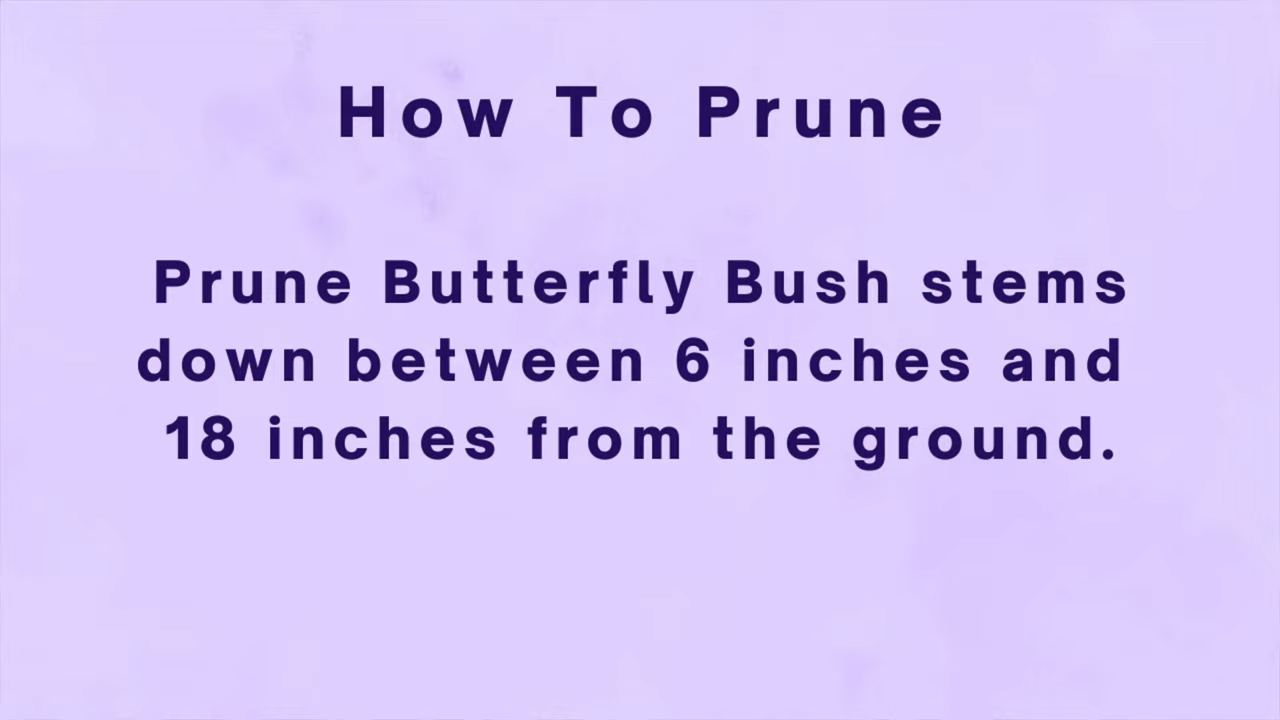 How To Prune
Prune Butterfly Bush stems
down between 6 inches and
18 inches from the ground.